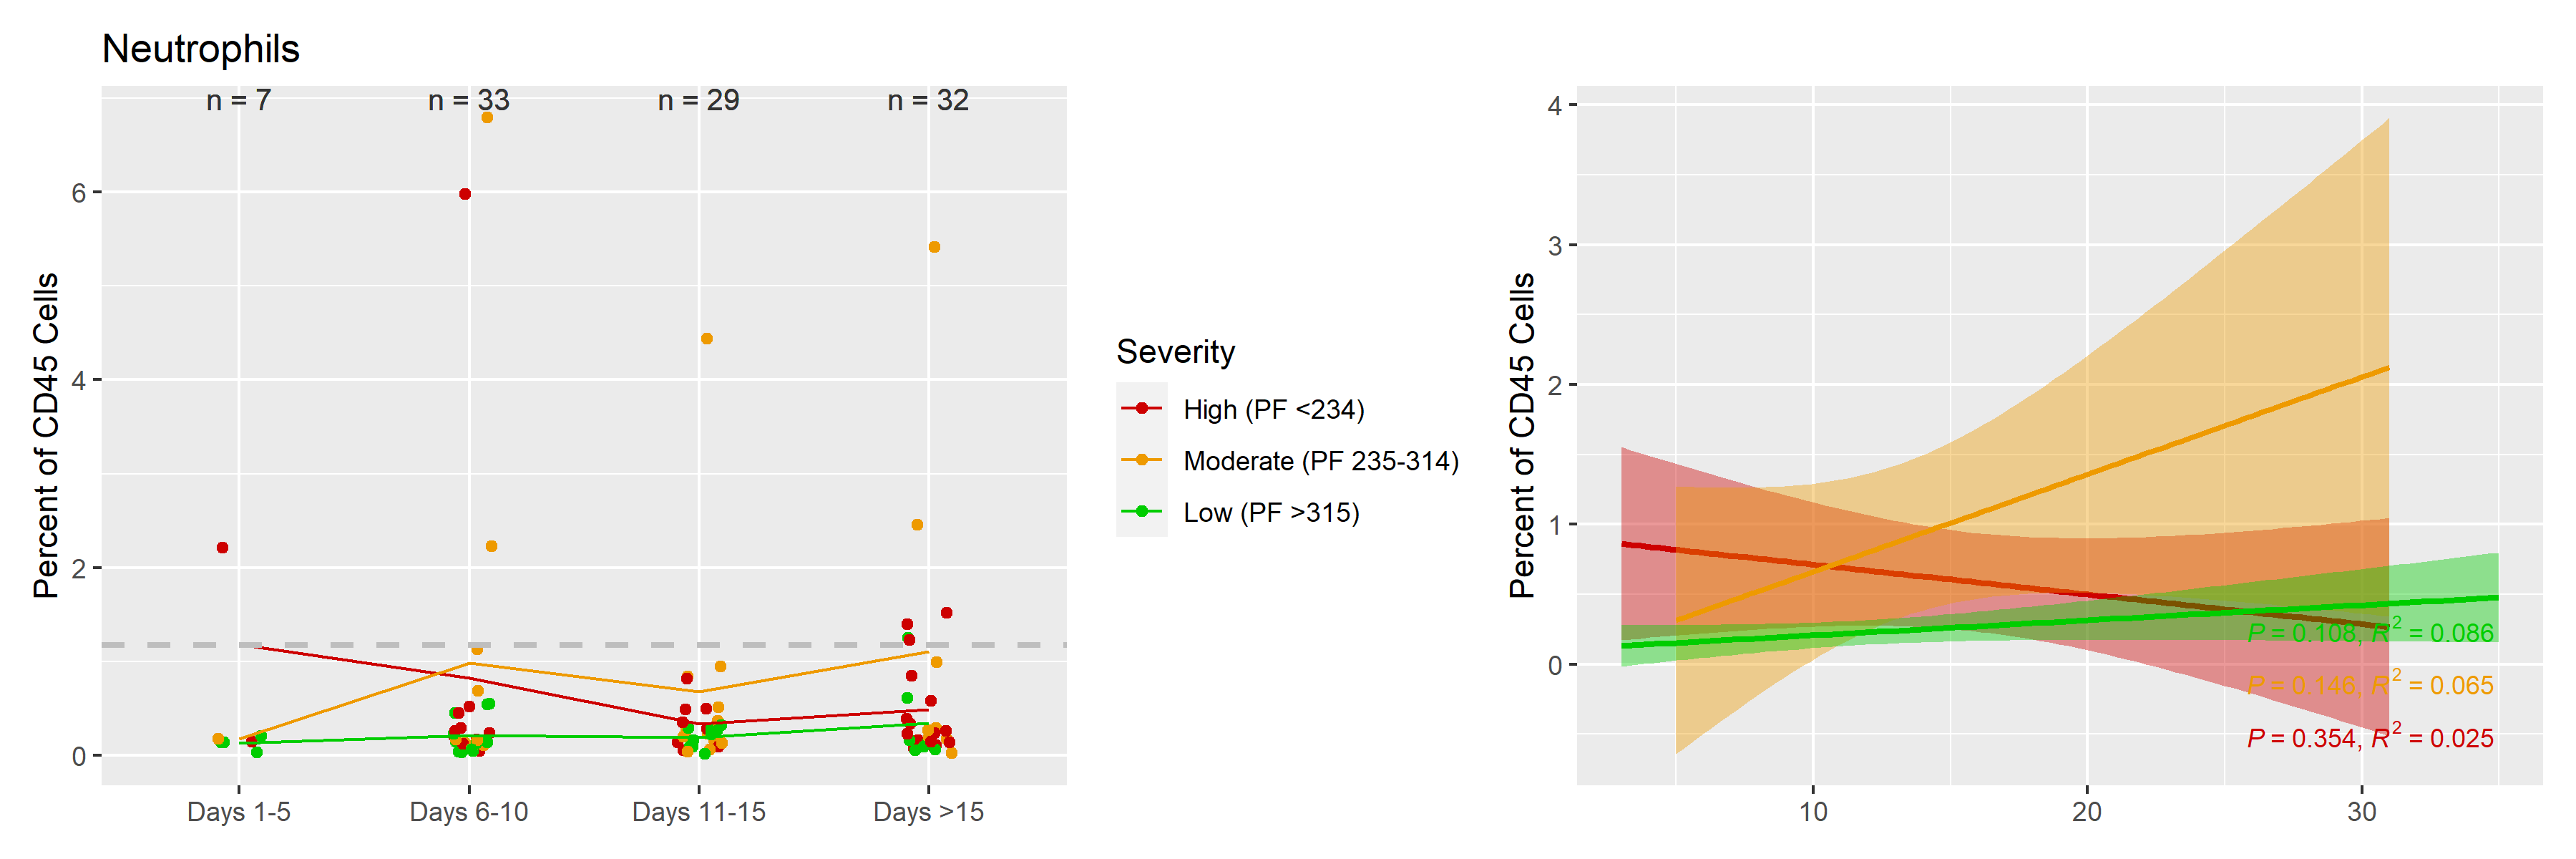 Neutrophils
n = 7
n = 33
n = 29
n = 32
Percent of CD45 Cells
6
4
2
0
Days 1-5
Days 6-10
Days 11-15
Days >15
Severity
High (PF <234)
Moderate (PF 235-314)
Low (PF >315)
Percent of CD45 Cells
4
3
2
1
0
P = 0.108, R² = 0.086
P = 0.146, R² = 0.065
P = 0.354, R² = 0.025
10
20
30